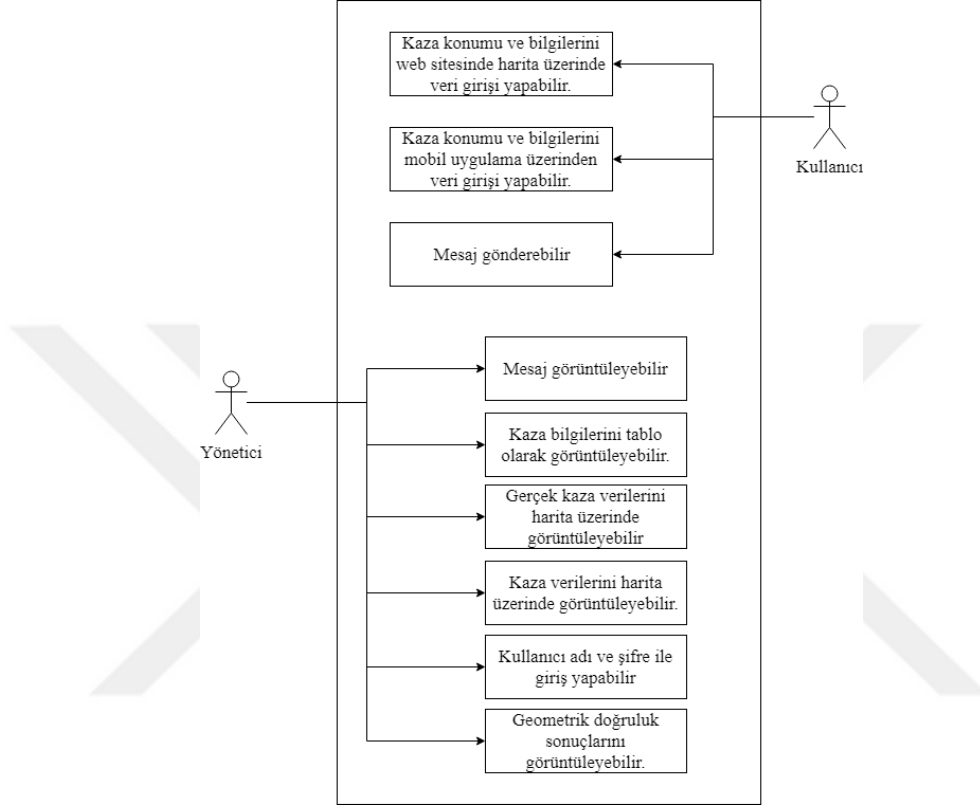 Kaza konumu ve bilgilerini
web sitesinde harita üzerinde
veri girişi yapabilir.
Kullanıcı
Kaza konumu ve bilgilerini
mobil uygulama üzerinden
veri girişi yapabilir.
Mesaj gönderebilir
Yönetici
Mesaj görüntüleyebilir
Kaza bilgilerini tablo
olarak görüntüleyebilir.
Gerçek kaza verilerini
harita üzerinde
görüntüleyebilir
Kaza verilerini harita
üzerinde görüntüleyebilir.
Kullanıcı adı ve şifre ile
giriş yapabilir
Geometrik doğruluk
sonuçlarını
görüntüleyebilir.